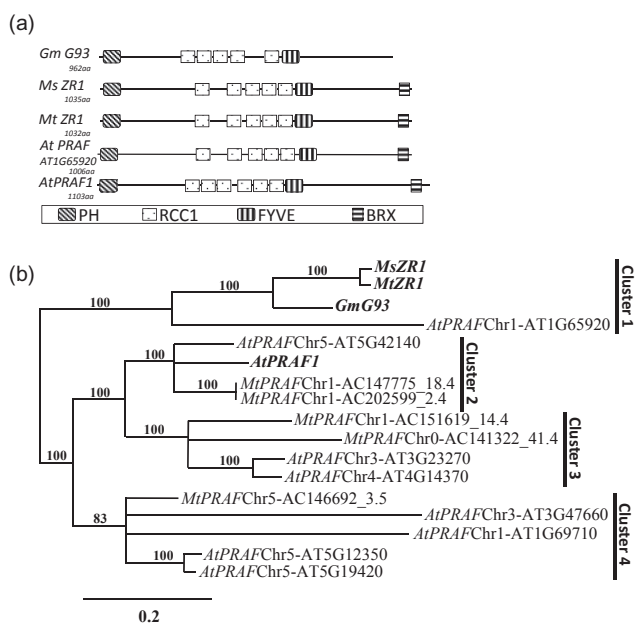 (a)
Gm G93
962aa
Ms ZR1
1035aa
Mt ZR1
1032aa
At PRAF
AT1G65920
1006aa
AtPRAF1
1103aa
PH RCC1 FYVE BRX
(b)
100 MsZR1
100 MtZR1
100 GmG93
AtPRAFChr1-AT1G65920
Cluster 1
100 AtPRAFChr5-AT5G42140
AtPRAF1
100 MtPRAFChr1-AC147775_18.4
MtPRAFChr1-AC202599_2.4
Cluster 2
100
100 MtPRAFChr1-AC151619_14.4
MtPRAFChr0-AC141322_41.4
100 AtPRAFChr3-AT3G23270
AtPRAFChr4-AT4G14370
Cluster 3
100
83 MtPRAFChr5-AC146692_3.5
AtPRAFChr3-AT3G47660
AtPRAFChr1-AT1G69710
100 AtPRAFChr5-AT5G12350
AtPRAFChr5-AT5G19420
Cluster 4
0.2